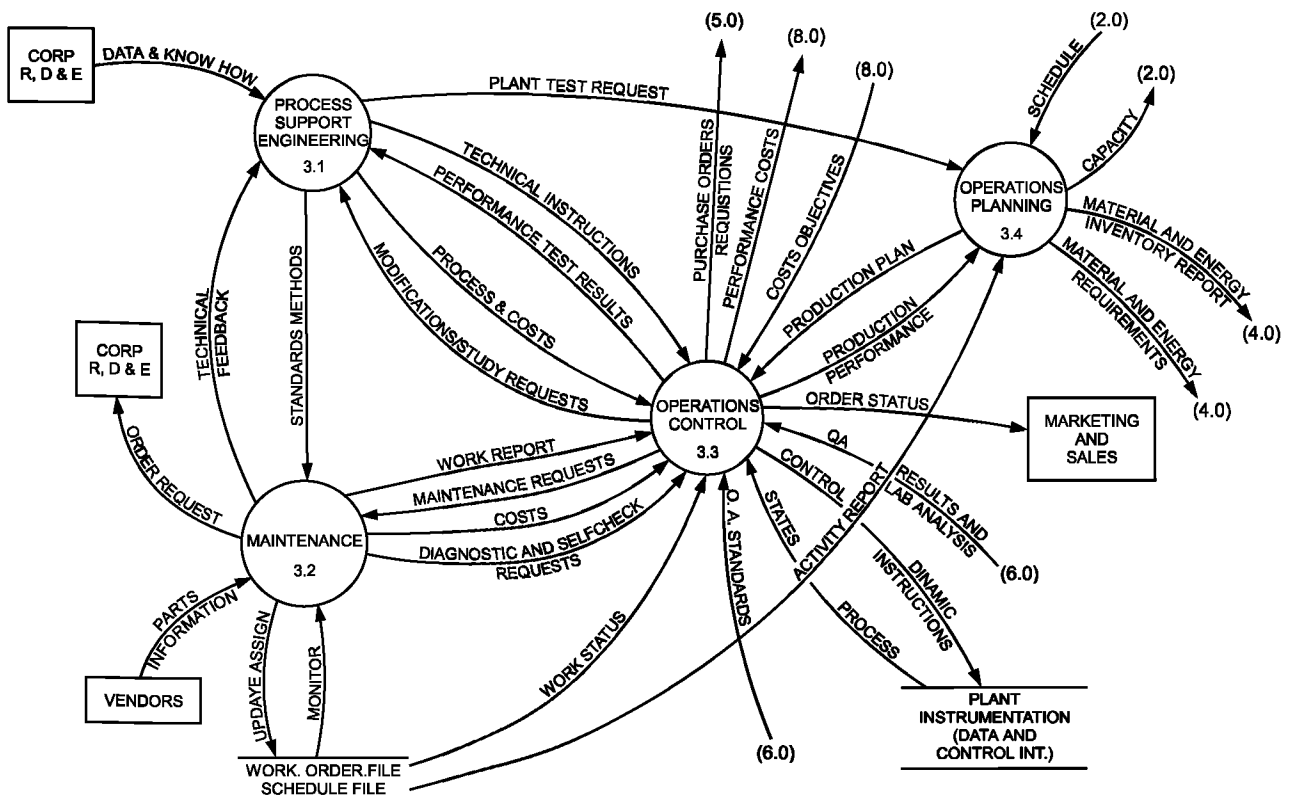 CORP
R, D & E
DATA & KNOW HOW
PROCESS
SUPPORT
ENGINEERING
3.1
PLANT TEST REQUEST
(5.0)
(8.0)
(8.0)
(2.0)
(2.0)
SCHEDULE
CAPACITY
OPERATIONS
PLANNING
3.4
MATERIAL AND ENERGY
INVENTORY REPORT
(4.0)
MATERIAL AND ENERGY
REQUIREMENTS
(4.0)
TECHNICAL INSTRUCTIONS
PERFORMANCE TEST RESULTS
PROCESS & COSTS
MODIFICATIONS/STUDY REQUESTS
PURCHASE ORDERS
REQUISTIONS
PERFORMANCE COSTS
COSTS OBJECTIVES
PRODUCTION PLAN
PRODUCTION
PERFORMANCE
TECHNICAL
FEEDBACK
STANDARDS METHODS
CORP
R, D & E
ORDER REQUEST
OPERATIONS
CONTROL
3.3
ORDER STATUS
MARKETING
AND
SALES
WORK REPORT
MAINTENANCE REQUESTS
COSTS
DIAGNOSTIC AND SELFCHECK
REQUESTS
MAINTENANCE
3.2
QA
RESULTS AND
LAB ANALYSIS
(6.0)
CONTROL
DINAMIC
INSTRUCTIONS
STATES
PROCESS
ACTIVITY REPORT
O. A. STANDARDS
(6.0)
WORK STATUS
PARTS
INFORMATION
VENDORS
UPDAYE ASSIGN
MONITOR
WORK. ORDER.FILE
SCHEDULE FILE
PLANT
INSTRUMENTATION
(DATA AND
CONTROL INT.)